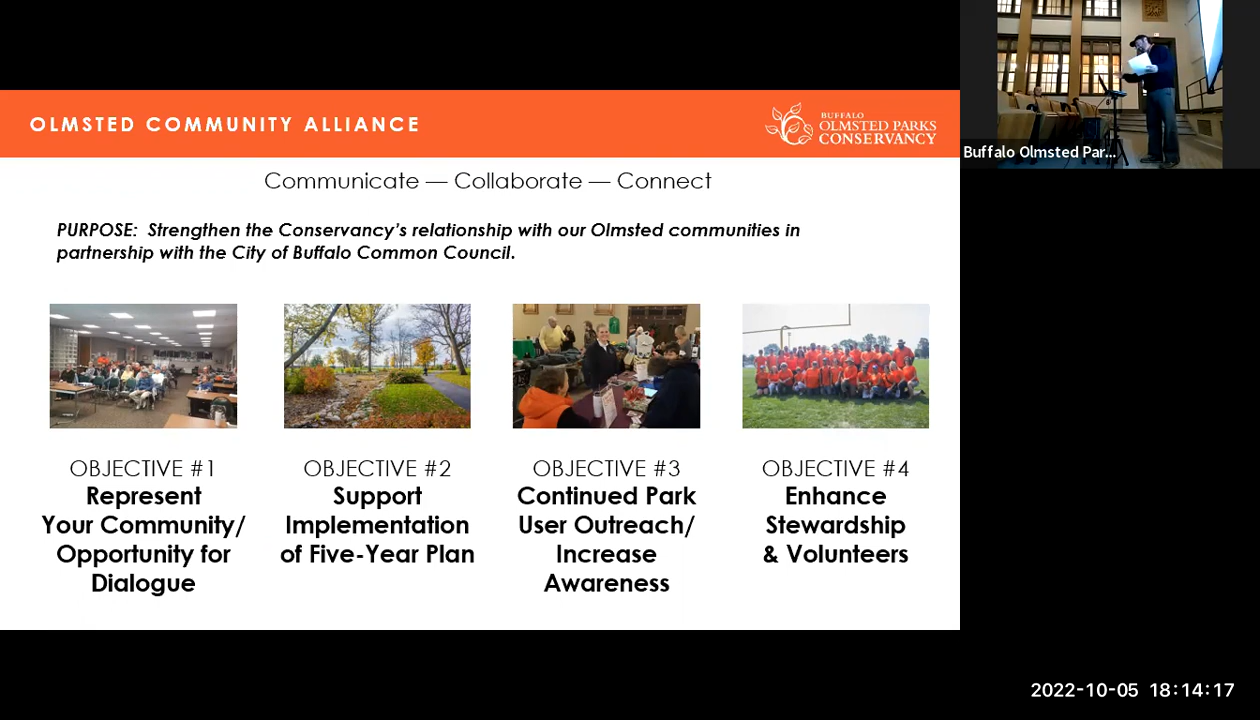 OLMSTED COMMUNITY ALLIANCE
BUFFALO
OLMSTED PARKS
CONSERVANCY
Buffalo Olmsted Par...
Communicate — Collaborate — Connect
PURPOSE: Strengthen the Conservancy's relationship with our Olmsted communities in
partnership with the City of Buffalo Common Council.
OBJECTIVE #1
Represent
Your Community/
Opportunity for
Dialogue
OBJECTIVE #2
Support
Implementation
of Five-Year Plan
OBJECTIVE #3
Continued Park
User Outreach/
Increase
Awareness
OBJECTIVE #4
Enhance
Stewardship
& Volunteers
2022-10-05 18:14:17